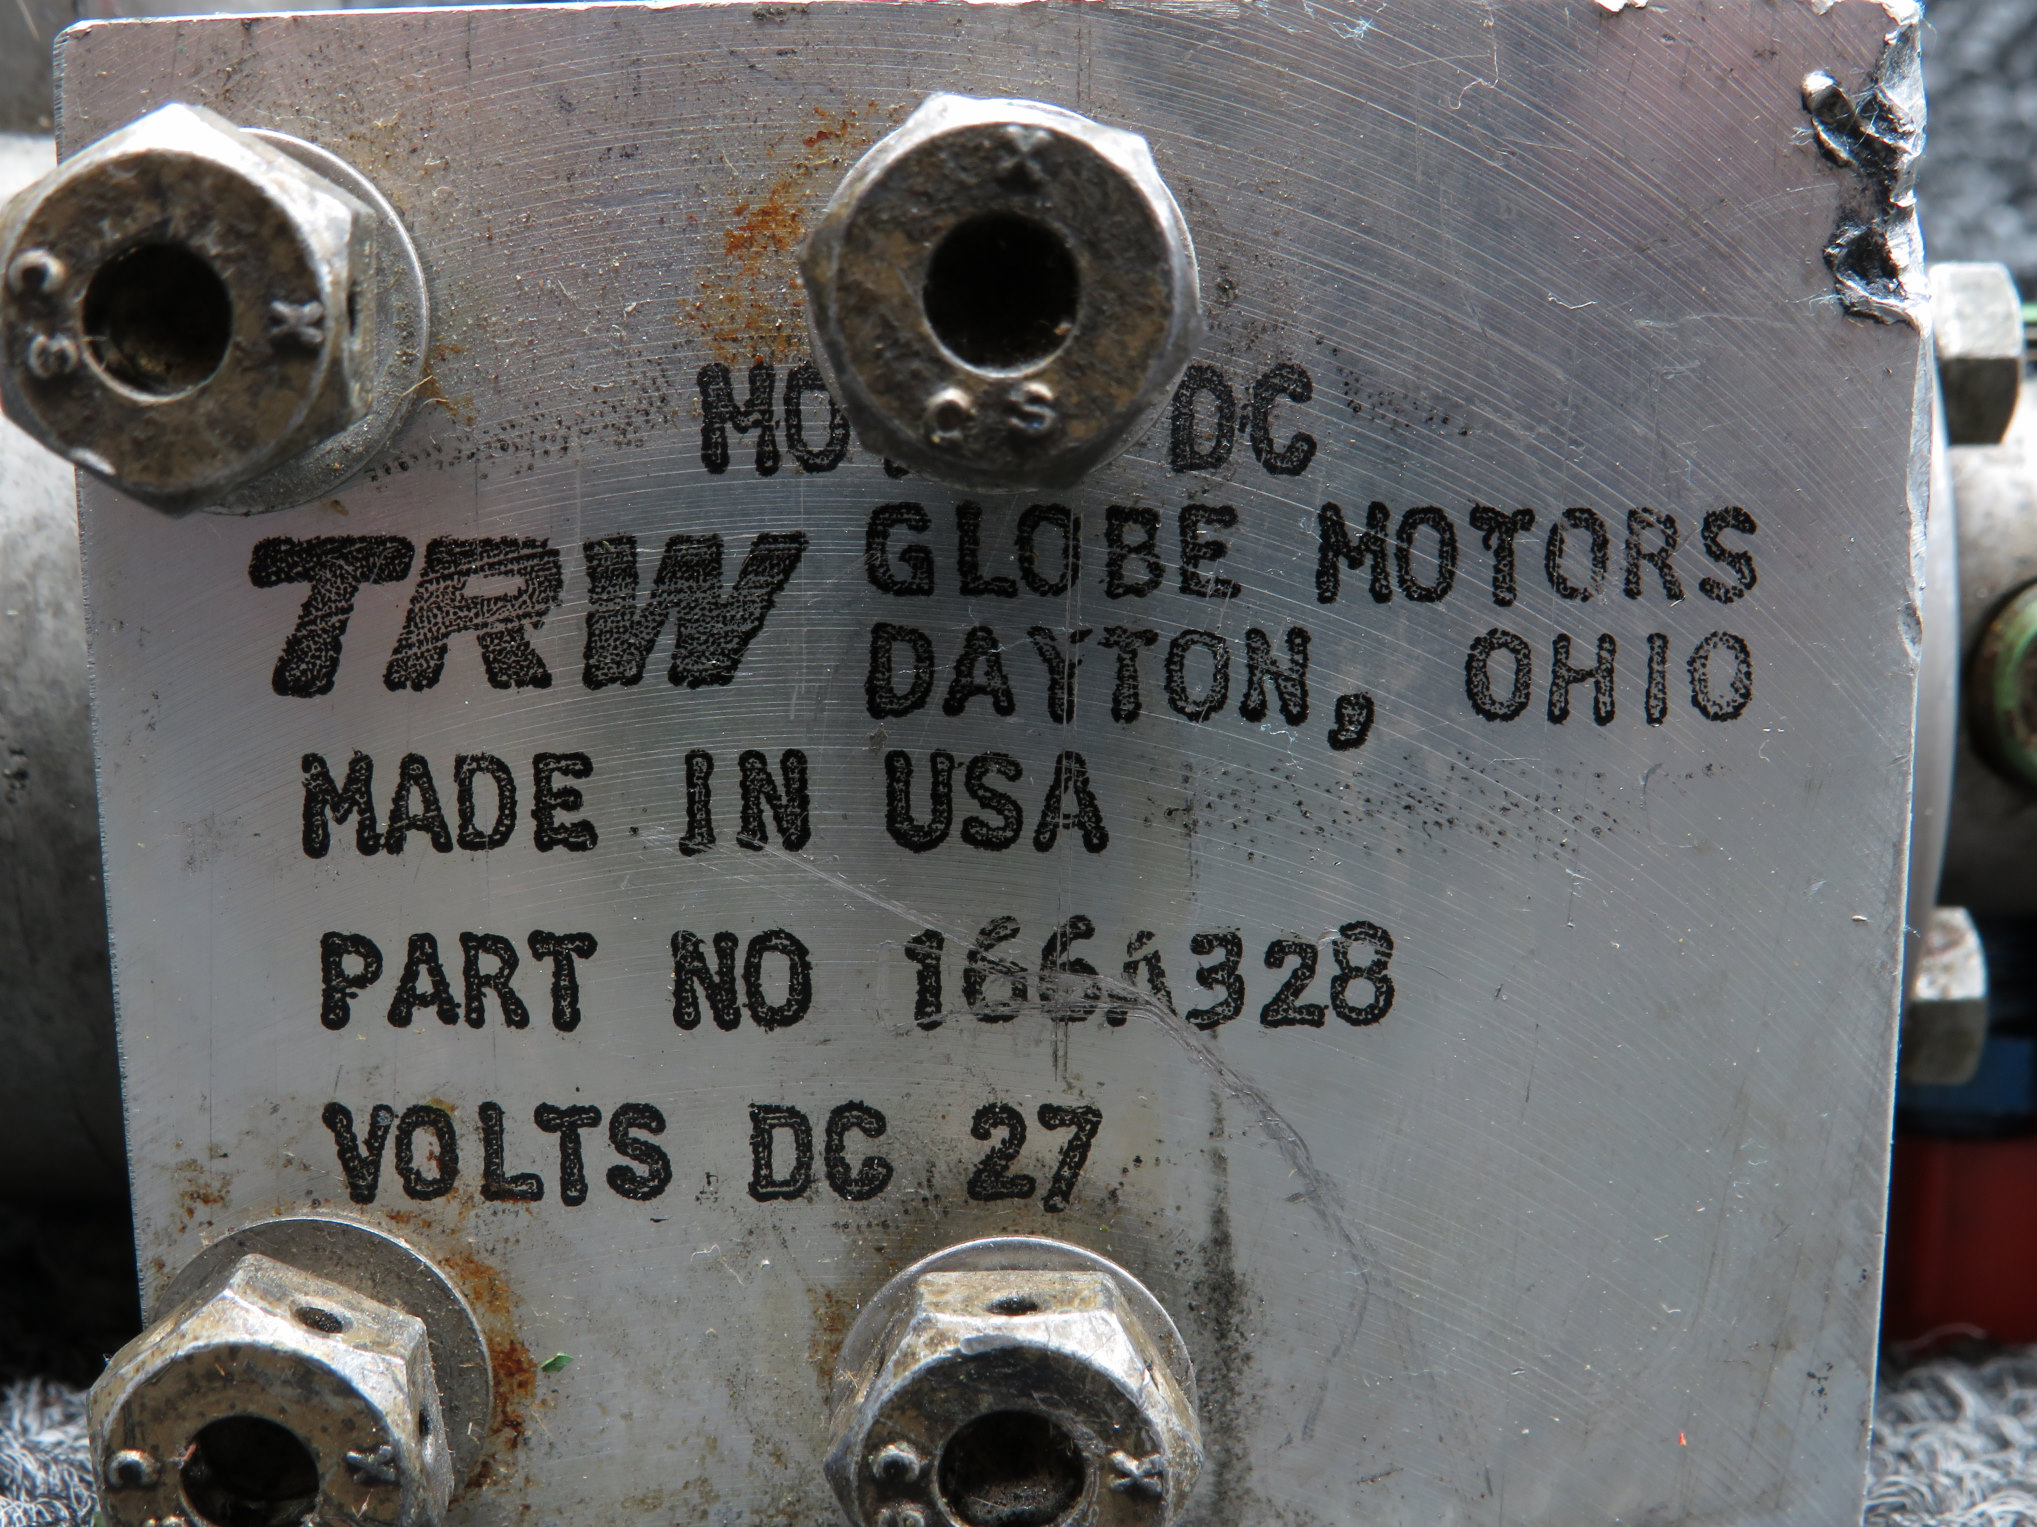 DC
TRW GLOBE MOTORS
DAYTON, OHIO
MADE IN USA
PART NO 166A328
VOLTS DC 27
X
C S
C S X
C X
C X